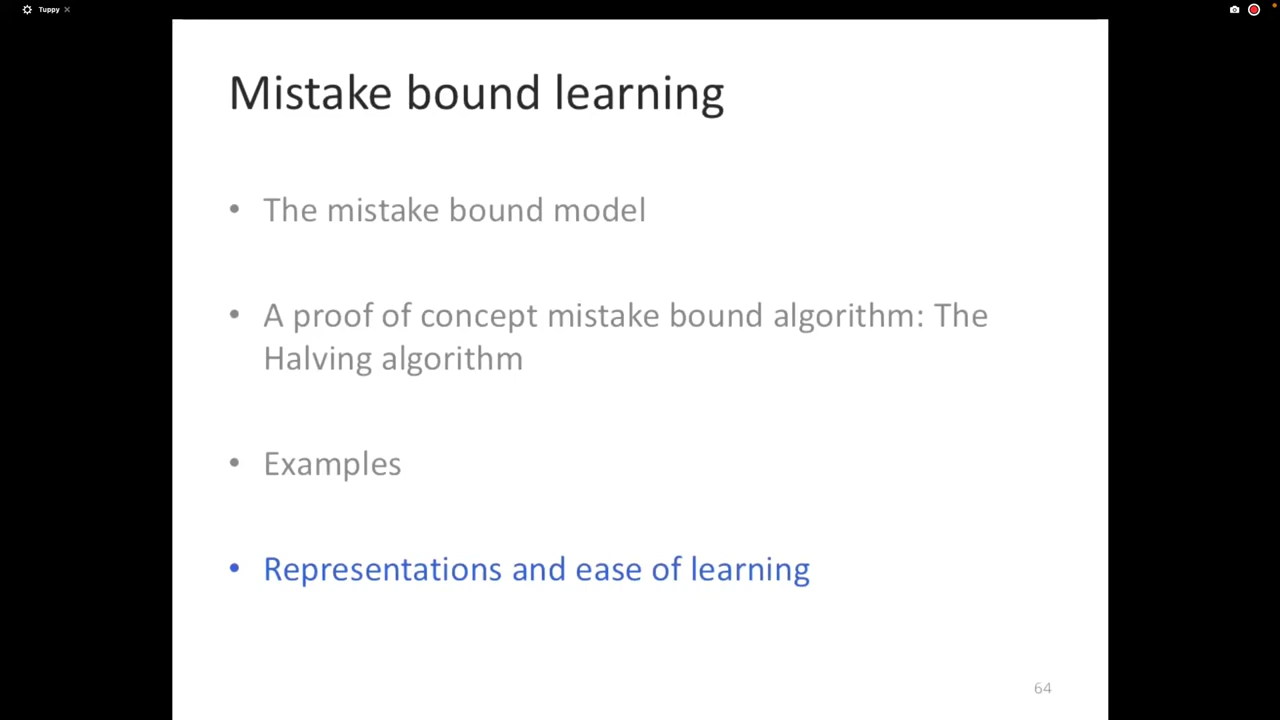 Tuppy
Mistake bound learning
• The mistake bound model
• A proof of concept mistake bound algorithm: The
Halving algorithm
• Examples
• Representations and ease of learning
64